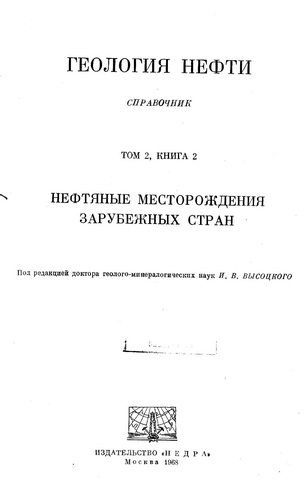 ГЕОЛОГИЯ НЕФТИ
СПРАВОЧНИК
ТОМ 2, КНИГА 2
НЕФТЯНЫЕ МЕСТОРОЖДЕНИЯ
ЗАРУБЕЖНЫХ СТРАН
Под редакцией доктора геолого-минералогических наук И. В. ВЫСОЦКОГО
ИЗДАТЕЛЬСТВО «НЕДРА»
Москва 1968